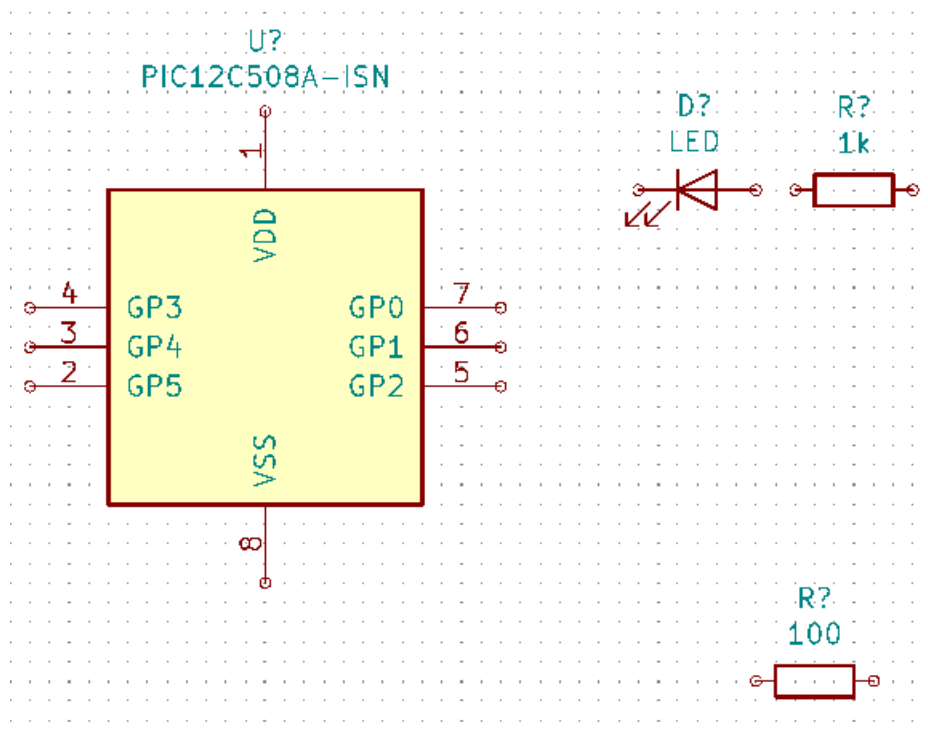 U?
PIC12C508A-ISN
D?
LED
R?
1k
1
VDD
4 GP3 GP0 7
3 GP4 GP1 6
2 GP5 GP2 5
VSS
8
R?
100